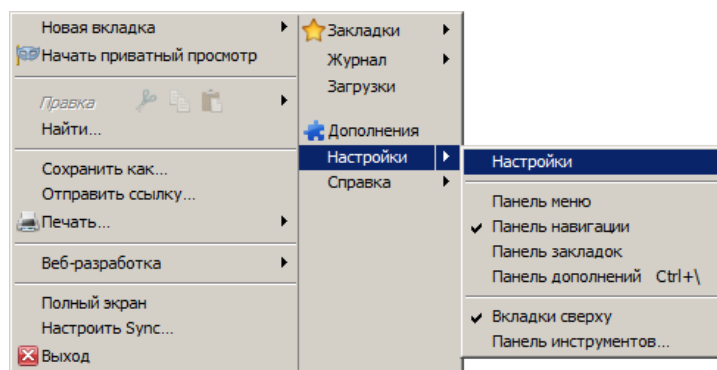 Новая вкладка
Начать приватный просмотр
Правка
Найти...
Сохранить как...
Отправить ссылку...
Печать...
Веб-разработка
Полный экран
Настроить Sync...
Выход
Закладки
Журнал
Загрузки
Дополнения
Настройки
Справка
Настройки
Панель меню
Панель навигации
Панель закладок
Панель дополнений Ctrl+\
Вкладки сверху
Панель инструментов...